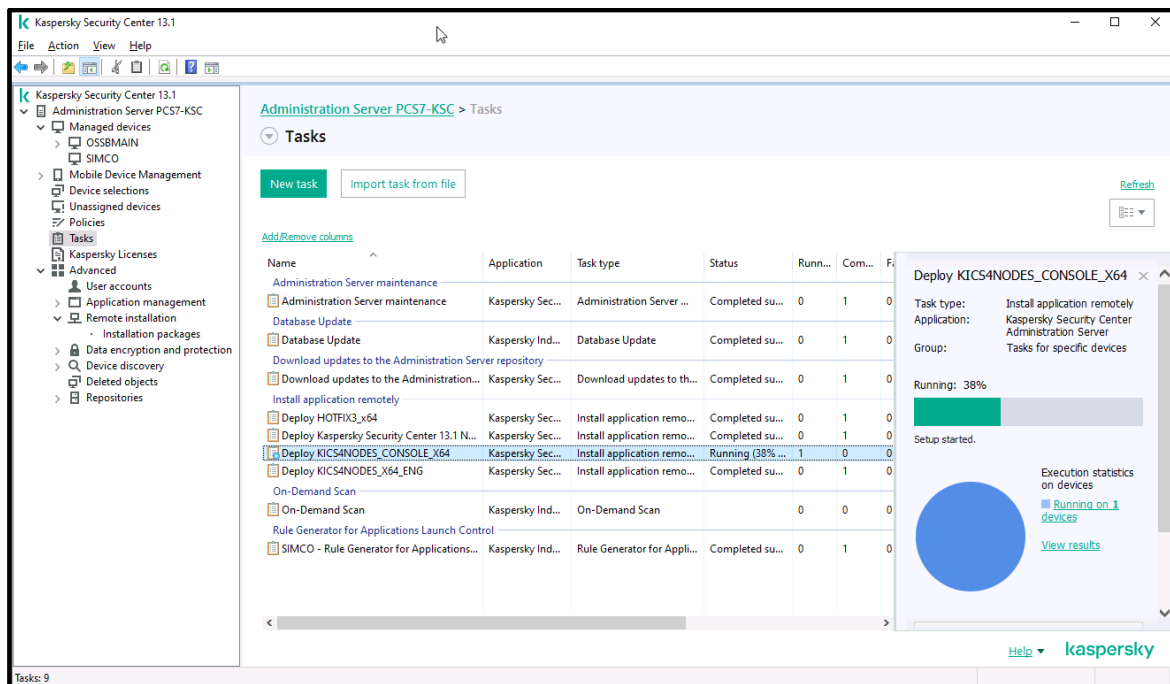 Kaspersky Security Center 13.1
File Action View Help
Kaspersky Security Center 13.1
Administration Server PCS7-KSC
Managed devices
OSSBMAIN
SIMCO
Mobile Device Management
Device selections
Unassigned devices
Policies
Tasks
Kaspersky Licenses
Advanced
User accounts
Application management
Remote installation
Installation packages
Data encryption and protection
Device discovery
Deleted objects
Repositories
Administration Server PCS7-KSC > Tasks
Tasks
New task Import task from file
Refresh
Add/Remove columns
Name Application Task type Status Runn... Com... Fa
Administration Server maintenance
Administration Server maintenance Kaspersky Sec... Administration Server ... Completed su... 0 1 0
Database Update
Database Update Kaspersky Ind... Database Update Completed su... 0 1 0
Download updates to the Administration Server repository
Download updates to the Administration... Kaspersky Sec... Download updates to th... Completed su... 0 1 0
Install application remotely
Deploy HOTFIX3_x64 Kaspersky Sec... Install application remo... Completed su... 0 1 0
Deploy Kaspersky Security Center 13.1 N... Kaspersky Sec... Install application remo... Completed su... 0 1 0
Deploy KICS4NODES_CONSOLE_X64 Kaspersky Sec... Install application remo... Running (38% ... 1 0 0
Deploy KICS4NODES_X64_ENG Kaspersky Sec... Install application remo... Completed su... 0 1 0
On-Demand Scan
On-Demand Scan Kaspersky Ind... On-Demand Scan 0 0 0
Rule Generator for Applications Launch Control
SIMCO - Rule Generator for Applications... Kaspersky Ind... Rule Generator for Appli... Completed su... 0 1 0
Deploy KICS4NODES_CONSOLE_X64
Task type: Install application remotely
Application: Kaspersky Security Center
Administration Server
Group: Tasks for specific devices
Running: 38%
Setup started.
Execution statistics
on devices
Running on 1
devices
View results
Help kaspersky
Tasks: 9